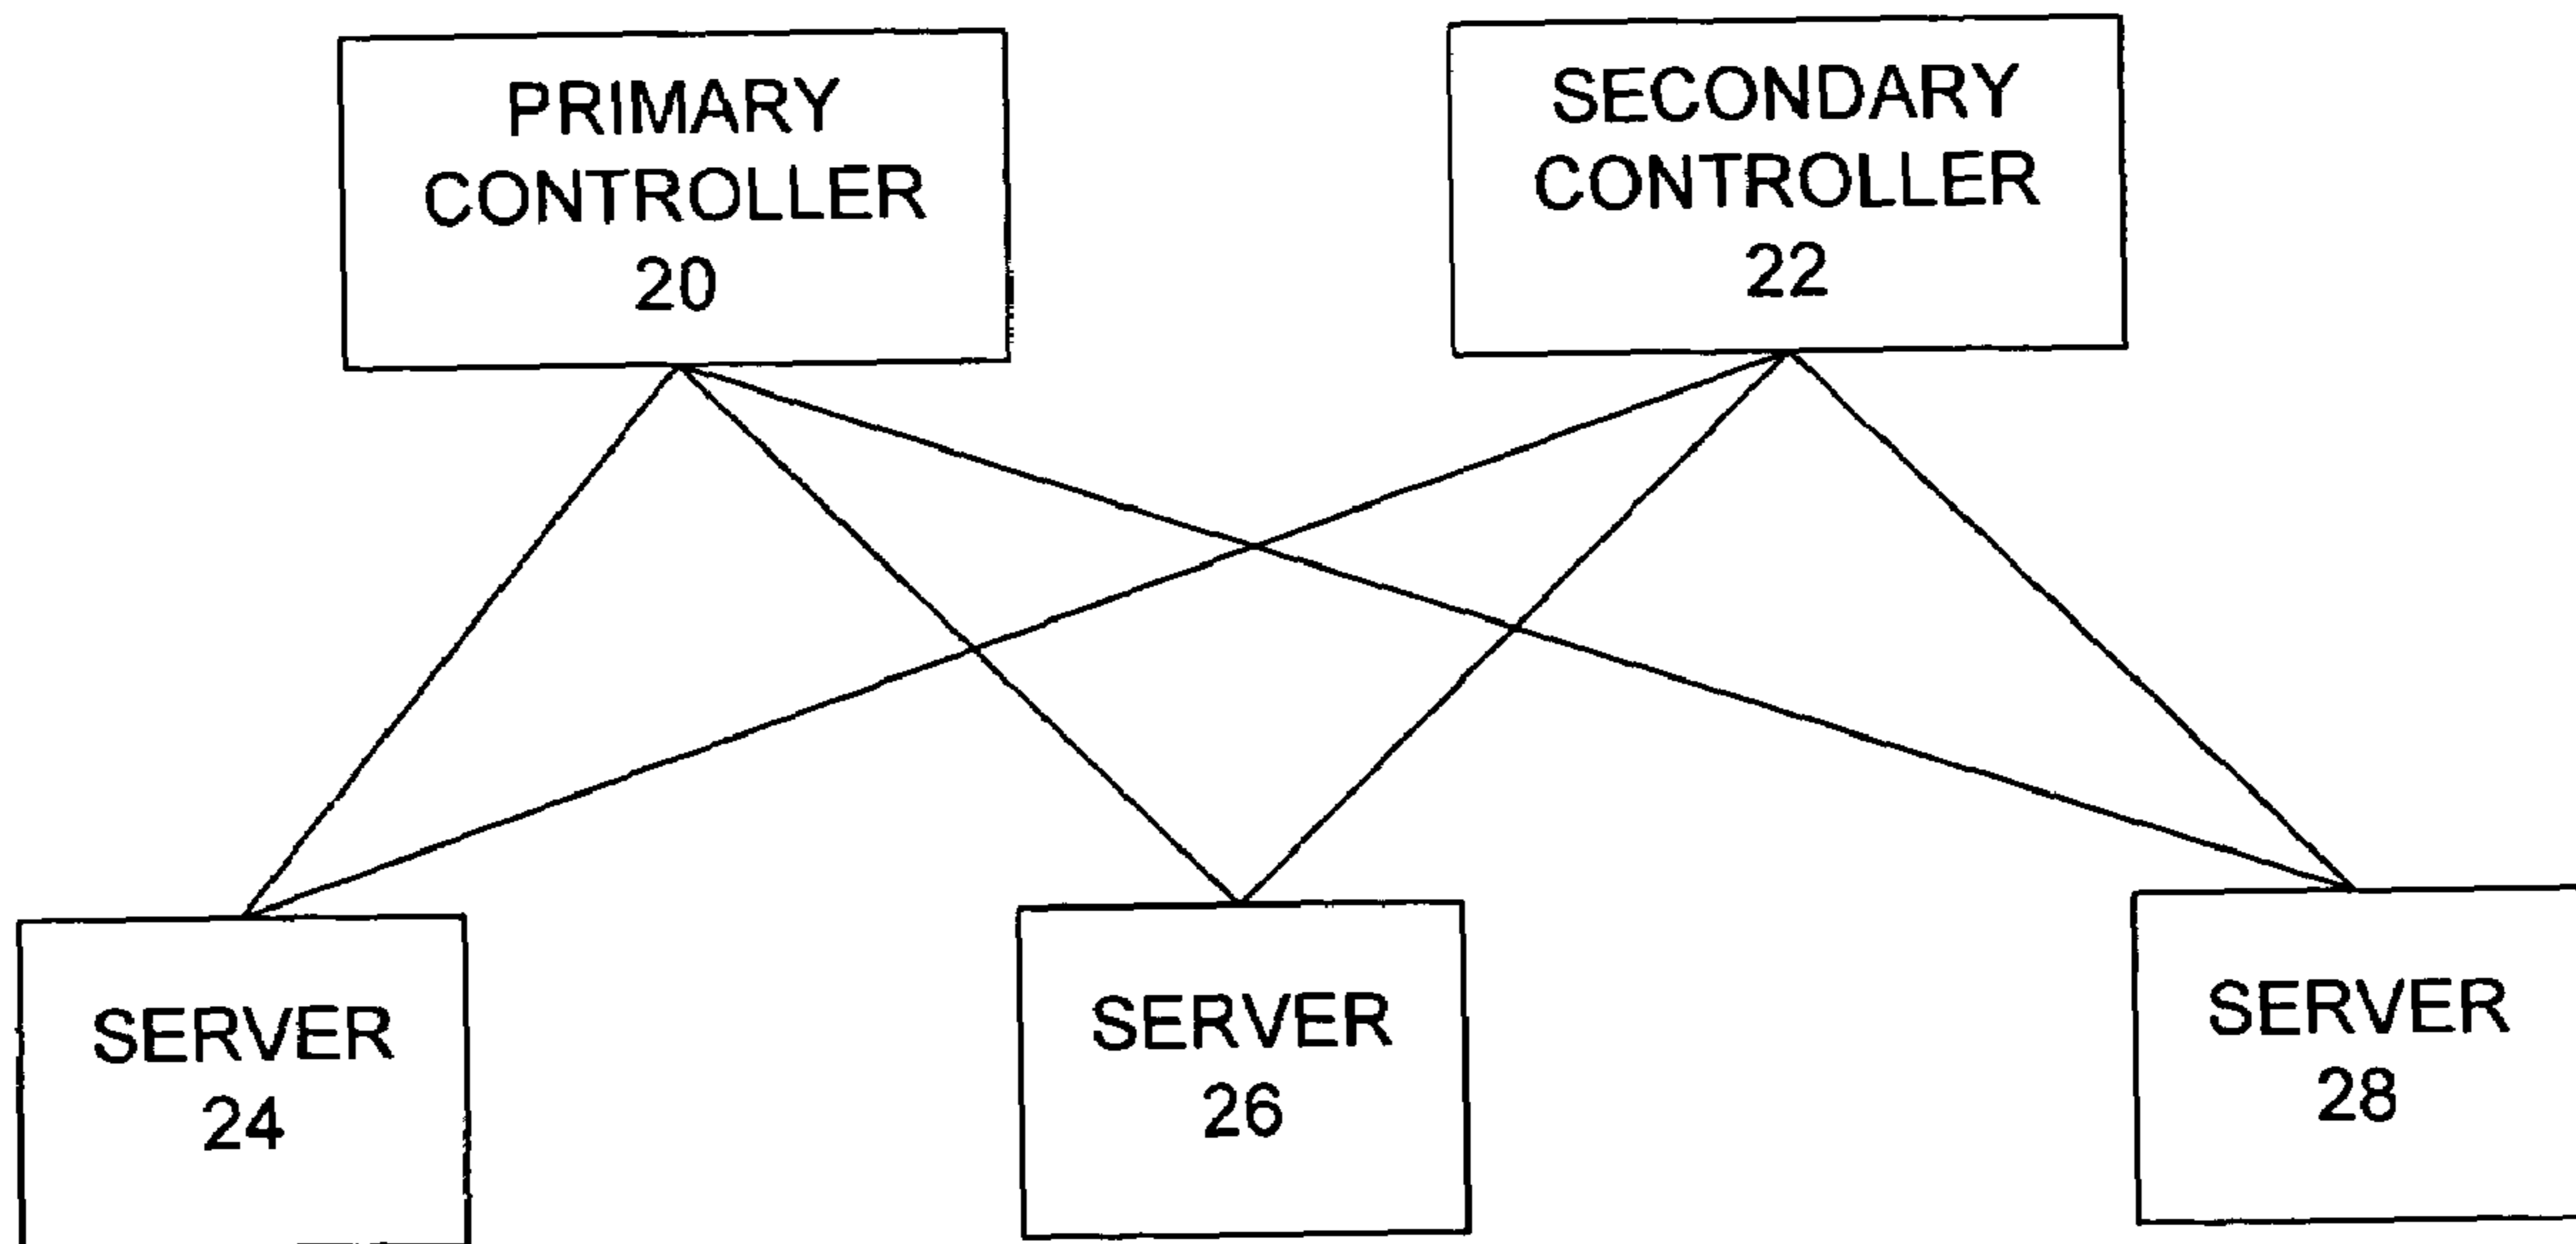 PRIMARY
CONTROLLER
20
SECONDARY
CONTROLLER
22
SERVER
24
SERVER
26
SERVER
28